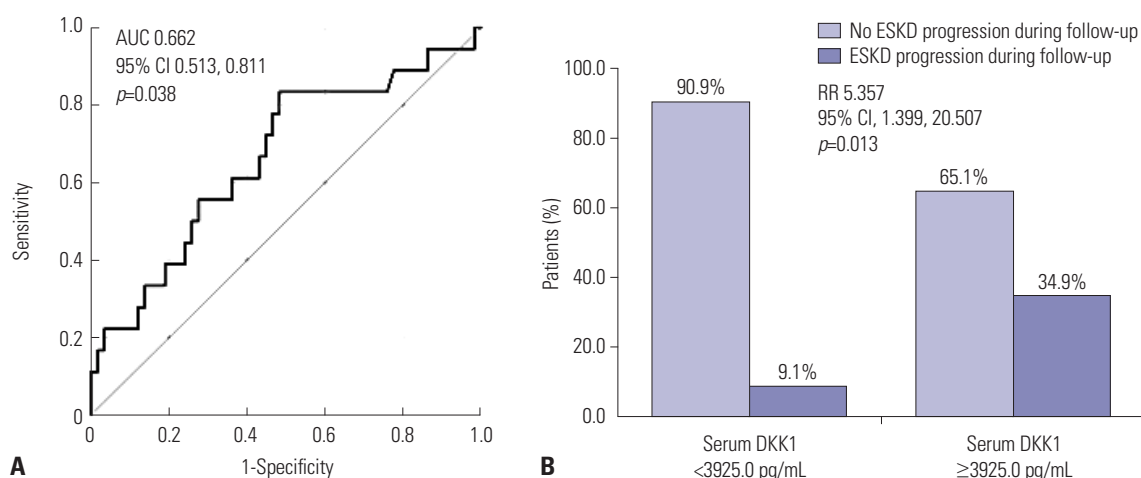 1.0
AUC 0.662
95% CI 0.513, 0.811
p=0.038
0.8
0.6
0.4
0.2
0
Sensitivity
0 0.2 0.4 0.6 0.8 1.0
1-Specificity
A
No ESKD progression during follow-up
ESKD progression during follow-up
RR 5.357
95% CI, 1.399, 20.507
p=0.013
100.0
80.0
60.0
40.0
20.0
0.0
Patients (%)
90.9%
9.1%
65.1%
34.9%
Serum DKK1
<3925.0 pg/mL
Serum DKK1
≥3925.0 pg/mL
B